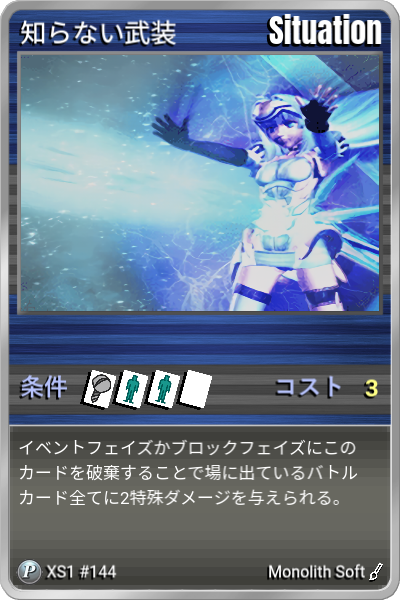 知らない武装
Situation
条件
コスト 3
イベントフェイズかブロックフェイズにこの
カードを破棄することで場に出ているバトル
カード全てに2特殊ダメージを与えられる。
P XS1 #144
Monolith Soft